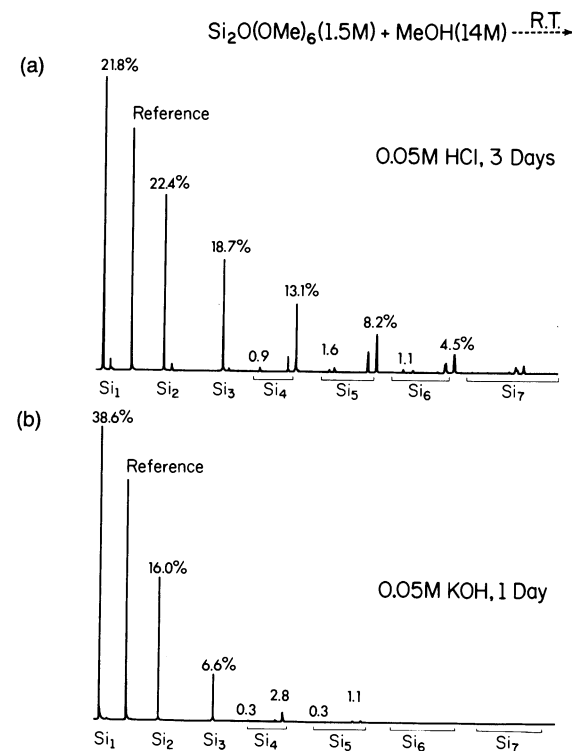 Si₂O(OMe)₆(1.5M) + MeOH(14M) R.T.
(a)
21.8%
Reference
0.05M HCl, 3 Days
22.4%
18.7%
13.1%
8.2%
4.5%
0.9
1.6
1.1
Si₁ Si₂ Si₃ Si₄ Si₅ Si₆ Si₇
(b)
38.6%
Reference
16.0%
0.05M KOH, 1 Day
6.6%
0.3 2.8 0.3 1.1
Si₁ Si₂ Si₃ Si₄ Si₅ Si₆ Si₇